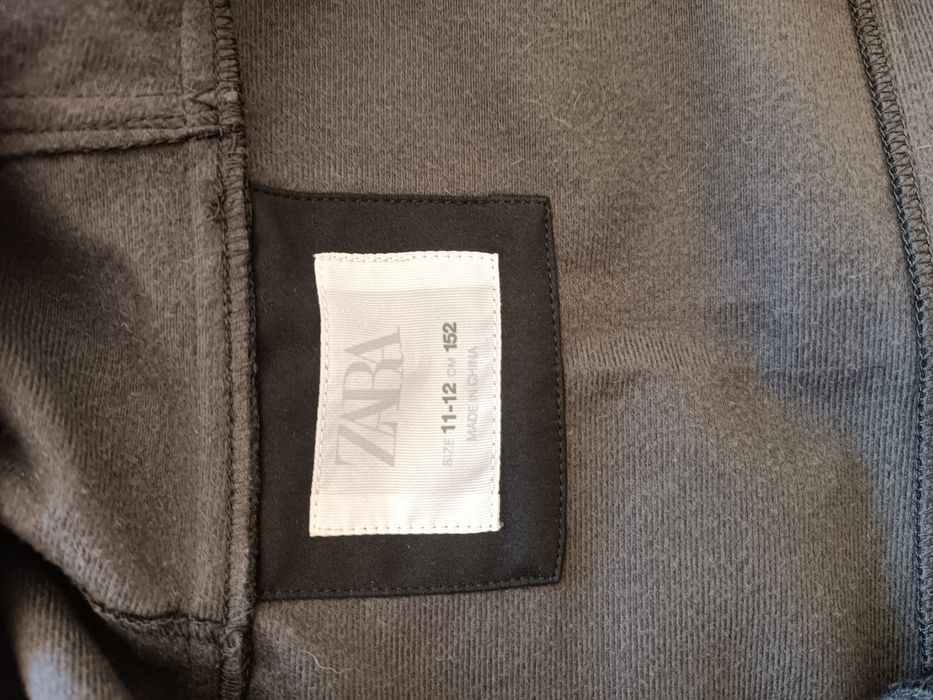 ZARA
SIZE 11-12 CM 152
MADE IN CHINA